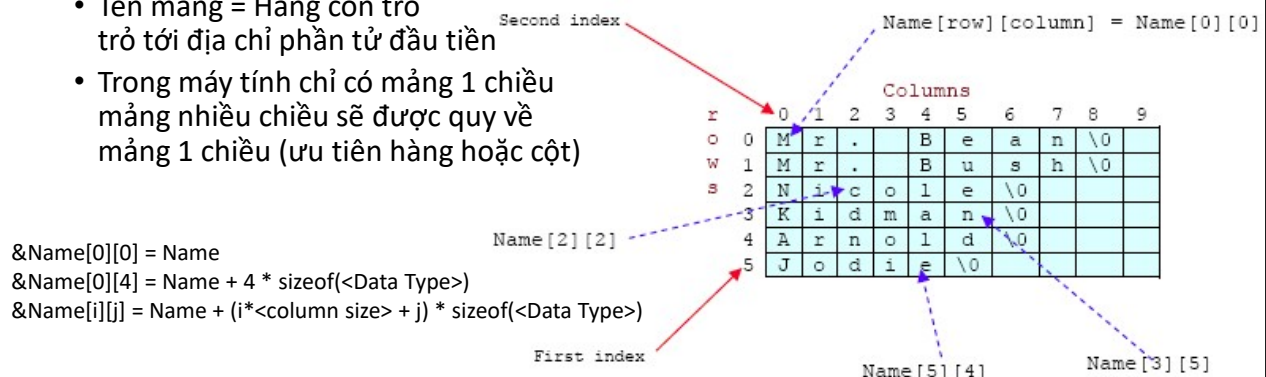 • Tên mảng = Hằng con trỏ
trỏ tới địa chỉ phần tử đầu tiền
• Trong máy tính chỉ có mảng 1 chiều
mảng nhiều chiều sẽ được quy về
mảng 1 chiều (ưu tiên hàng hoặc cột)
&Name[0][0] = Name
&Name[0][4] = Name + 4 * sizeof(<Data Type>)
&Name[i][j] = Name + (i*<column size> + j) * sizeof(<Data Type>)
Second index
Name[row][column] = Name[0][0]
Columns
rows
0 1 2 3 4 5 6 7 8 9
0 M r . B e a n \0
1 M r . B u s h \0
2 N i c o l e \0
3 K i d m a n \0
4 A r n o l d \0
5 J o d i e \0
Name[2][2]
First index
Name[5][4]
Name[3][5]